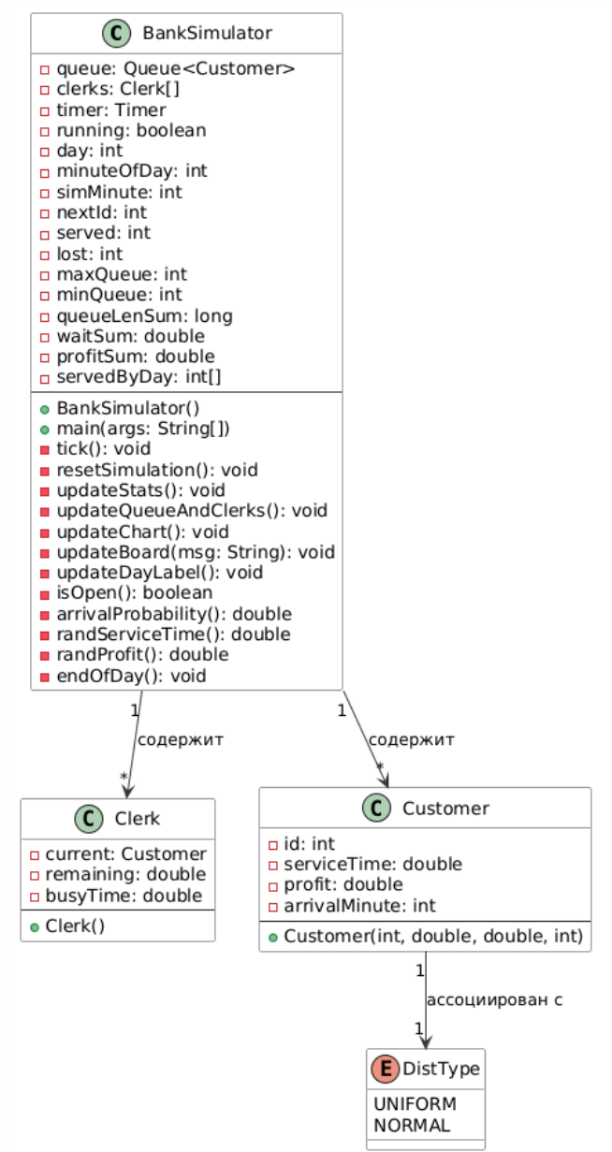 C BankSimulator
queue: Queue<Customer>
clerks: Clerk[]
timer: Timer
running: boolean
day: int
minuteOfDay: int
simMinute: int
nextId: int
served: int
lost: int
maxQueue: int
minQueue: int
queueLenSum: long
waitSum: double
profitSum: double
servedByDay: int[]
BankSimulator()
main(args: String[])
tick(): void
resetSimulation(): void
updateStats(): void
updateQueueAndClerks(): void
updateChart(): void
updateBoard(msg: String): void
updateDayLabel(): void
isOpen(): boolean
arrivalProbability(): double
randServiceTime(): double
randProfit(): double
endOfDay(): void
1
содержит
*
1
содержит
*
C Clerk
current: Customer
remaining: double
busyTime: double
Clerk()
C Customer
id: int
serviceTime: double
profit: double
arrivalMinute: int
Customer(int, double, double, int)
1
ассоциирован с
1
E DistType
UNIFORM
NORMAL